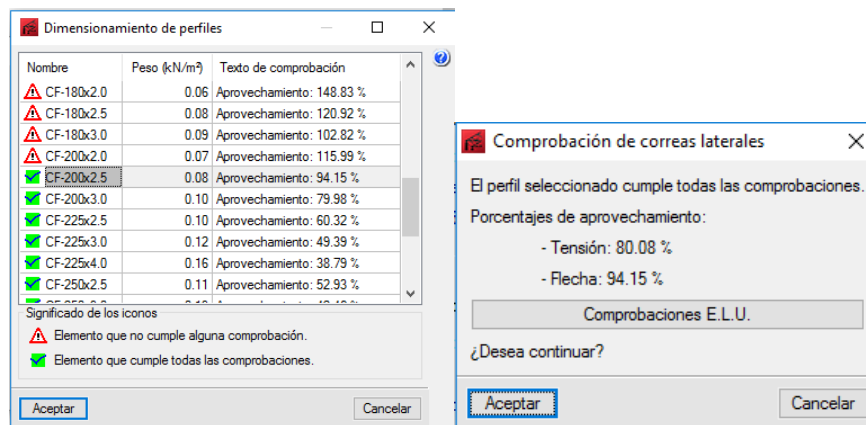 Dimensionamiento de perfiles
Nombre Peso (kN/m²) Texto de comprobación
CF-180x2.0 0.06 Aprovechamiento: 148.83 %
CF-180x2.5 0.08 Aprovechamiento: 120.92 %
CF-180x3.0 0.09 Aprovechamiento: 102.82 %
CF-200x2.0 0.07 Aprovechamiento: 115.99 %
CF-200x2.5 0.08 Aprovechamiento: 94.15 %
CF-200x3.0 0.10 Aprovechamiento: 79.98 %
CF-225x2.5 0.10 Aprovechamiento: 60.32 %
CF-225x3.0 0.12 Aprovechamiento: 49.39 %
CF-225x4.0 0.16 Aprovechamiento: 38.79 %
CF-250x2.5 0.11 Aprovechamiento: 52.93 %
Significado de los iconos
Elemento que no cumple alguna comprobación.
Elemento que cumple todas las comprobaciones.
Aceptar Cancelar
Comprobación de correas laterales
El perfil seleccionado cumple todas las comprobaciones.
Porcentajes de aprovechamiento:
- Tensión: 80.08 %
- Flecha: 94.15 %
Comprobaciones E.L.U.
¿Desea continuar?
Aceptar Cancelar